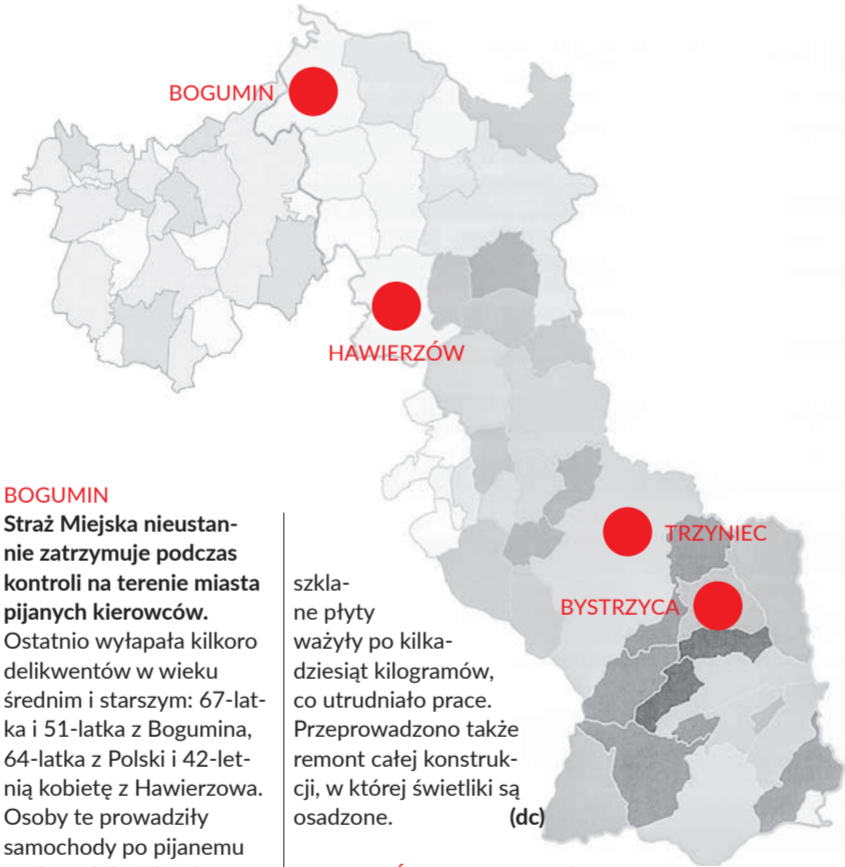 BOGUMIN
HAWIERZÓW
TRZYNIEC
BYSTRZYCA
BOGUMIN
Straż Miejska nieustan-
nie zatrzymuje podczas
kontroli na terenie miasta
pijanych kierowców.
Ostatnio wyłapała kilkoro
delikwentów w wieku
średnim i starszym: 67-lat-
ka i 51-latka z Bogumina,
64-latka z Polski i 42-let-
nią kobietę z Hawierzowa.
Osoby te prowadziły
samochody po pijanemu
szkla-
ne płyty
ważyły po kilka-
dziesiąt kilogramów,
co utrudniało prace.
Przeprowadzono także
remont całej konstruk-
cji, w której świetliki są
osadzone. (dc)